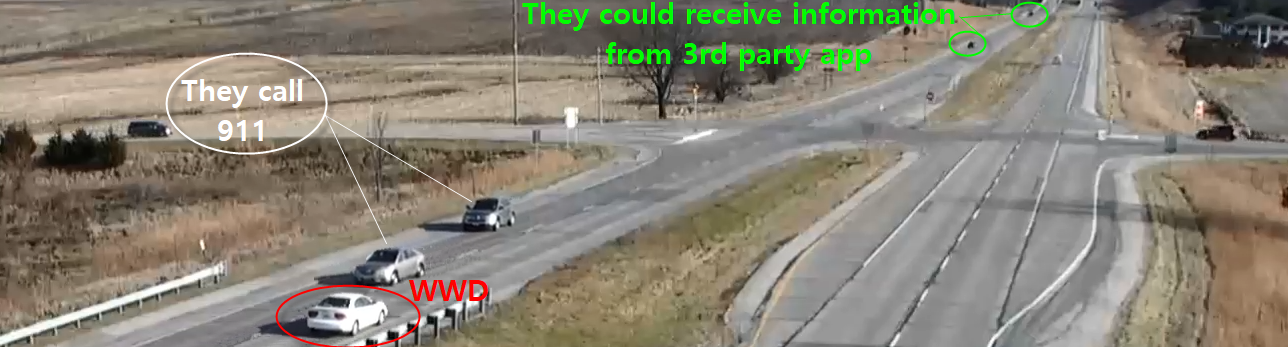 They could receive information
from 3rd party app
They call
911
WWD